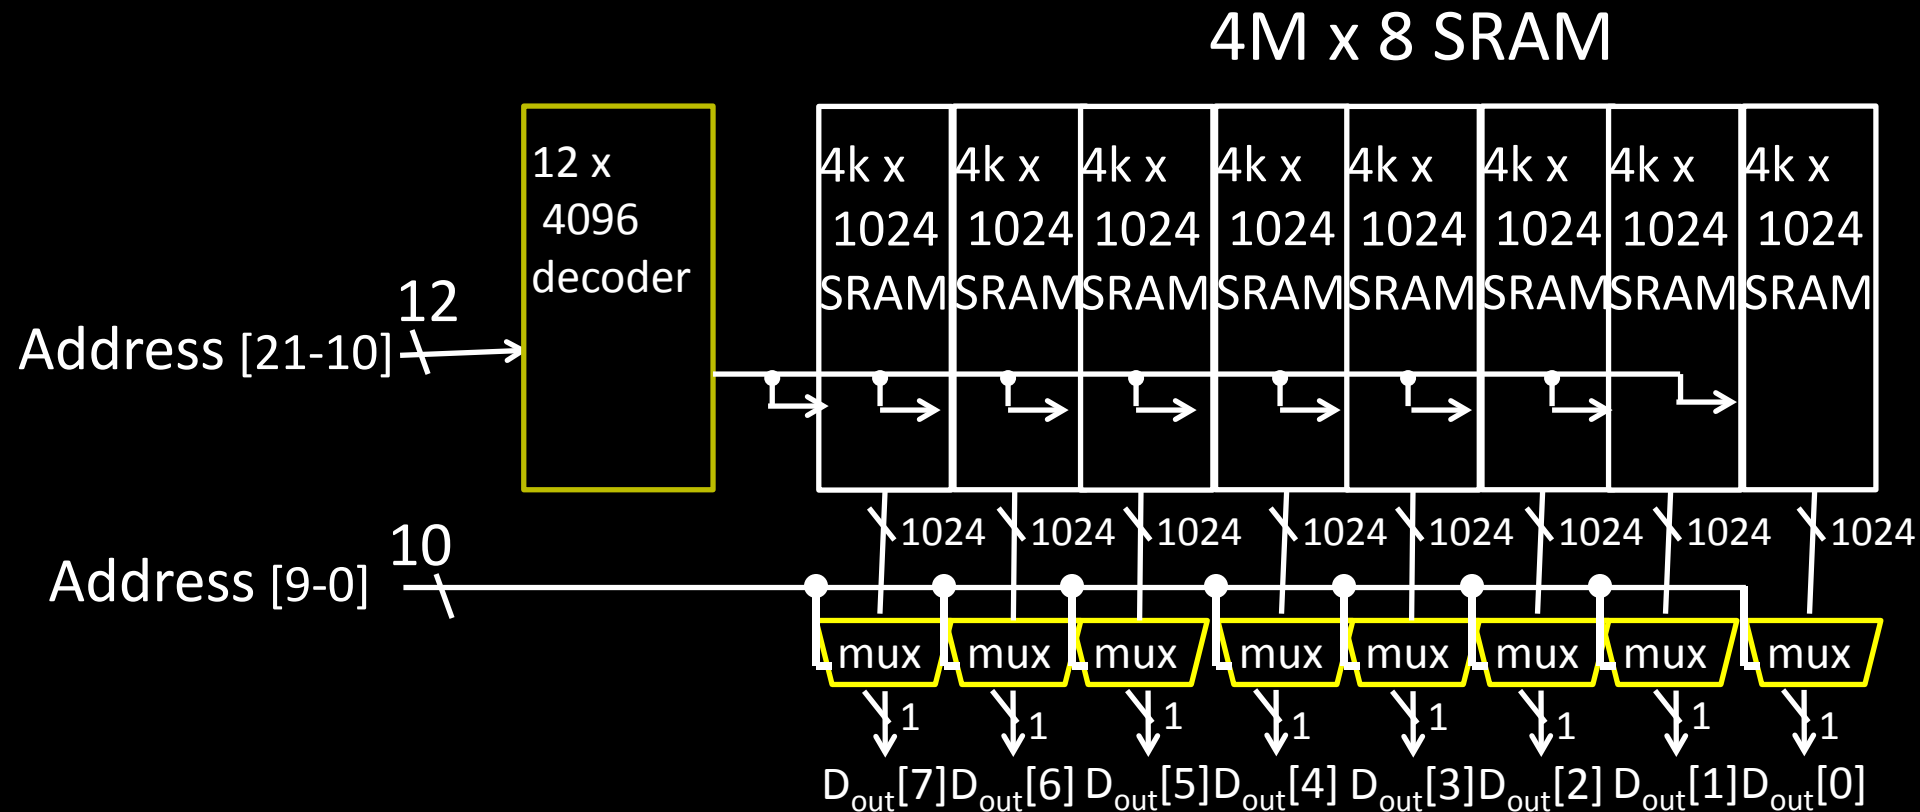 4M x 8 SRAM
12 x
4096
decoder
4k x
1024
SRAM
4k x
1024
SRAM
4k x
1024
SRAM
4k x
1024
SRAM
4k x
1024
SRAM
4k x
1024
SRAM
4k x
1024
SRAM
4k x
1024
SRAM
12
Address [21-10]
1024 1024 1024 1024 1024 1024 1024 1024
10
Address [9-0]
mux mux mux mux mux mux mux mux
1 1 1 1 1 1 1 1
Dout[7] Dout[6] Dout[5] Dout[4] Dout[3] Dout[2] Dout[1] Dout[0]